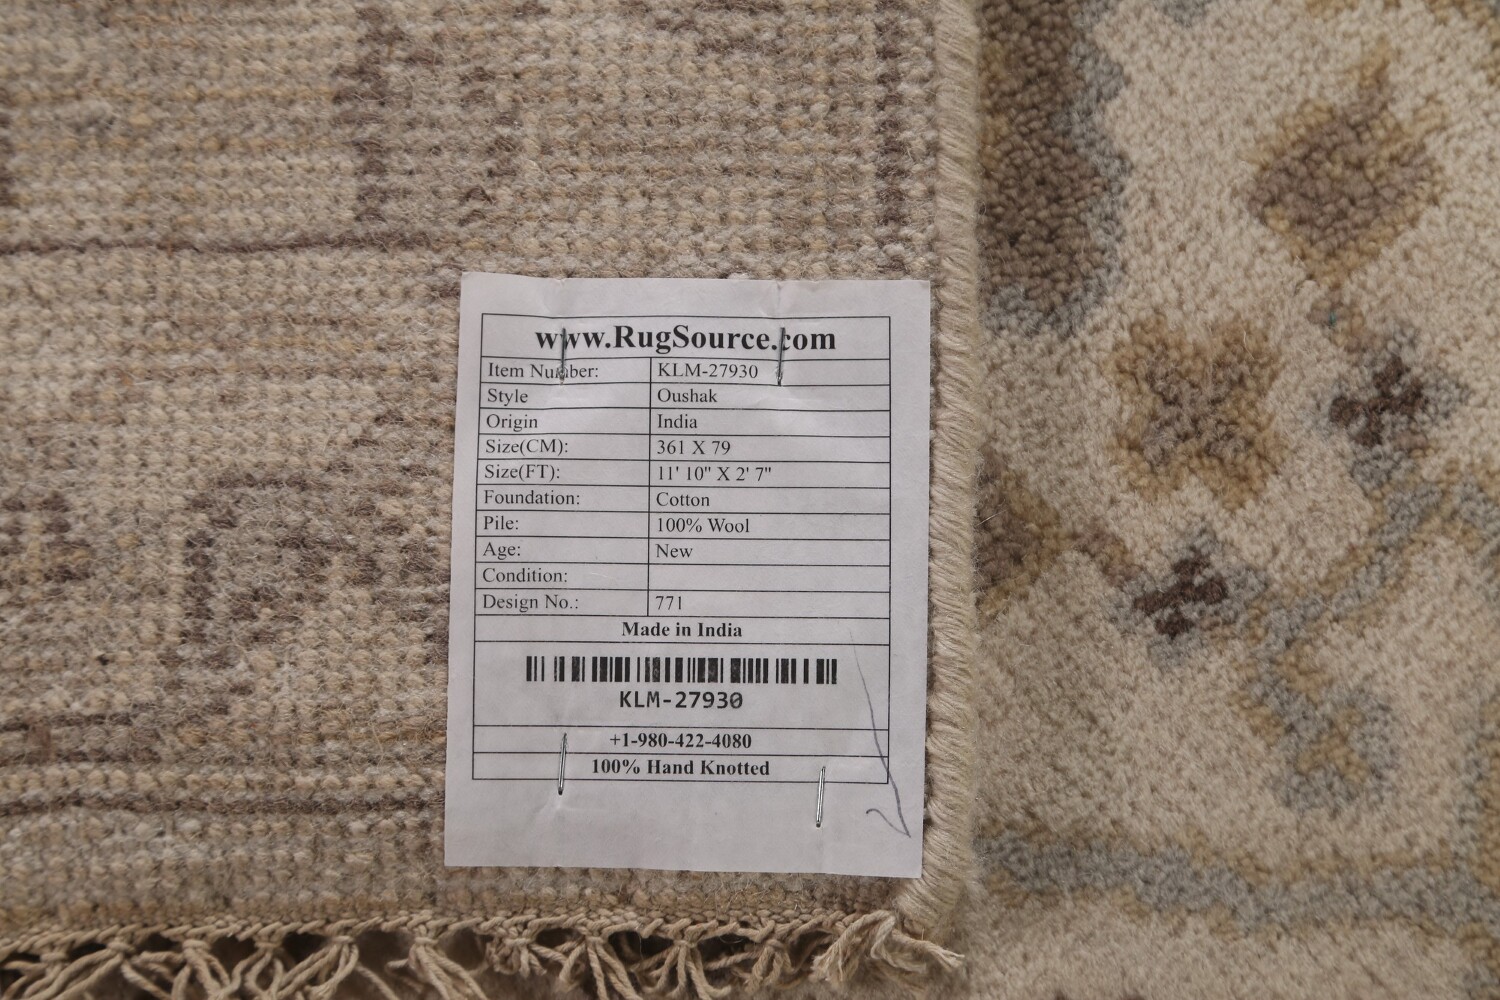 www.RugSource.com
Item Number: KLM-27930
Style Oushak
Origin India
Size(CM): 361 X 79
Size(FT): 11' 10" X 2' 7"
Foundation: Cotton
Pile: 100% Wool
Age: New
Condition:
Design No.: 771
Made in India
KLM-27930
+1-980-422-4080
100% Hand Knotted